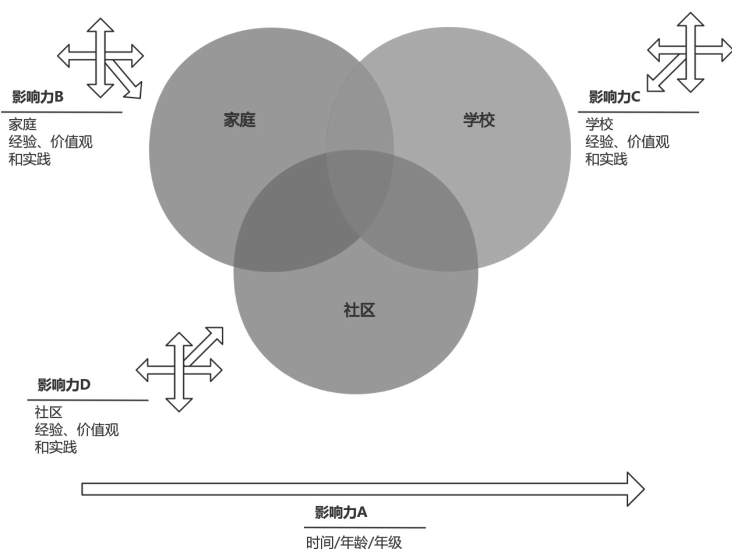 影响力B
家庭
经验、价值观
和实践
家庭
学校
影响力C
学校
经验、价值观
和实践
社区
影响力D
社区
经验、价值观
和实践
影响力A
时间/年龄/年级